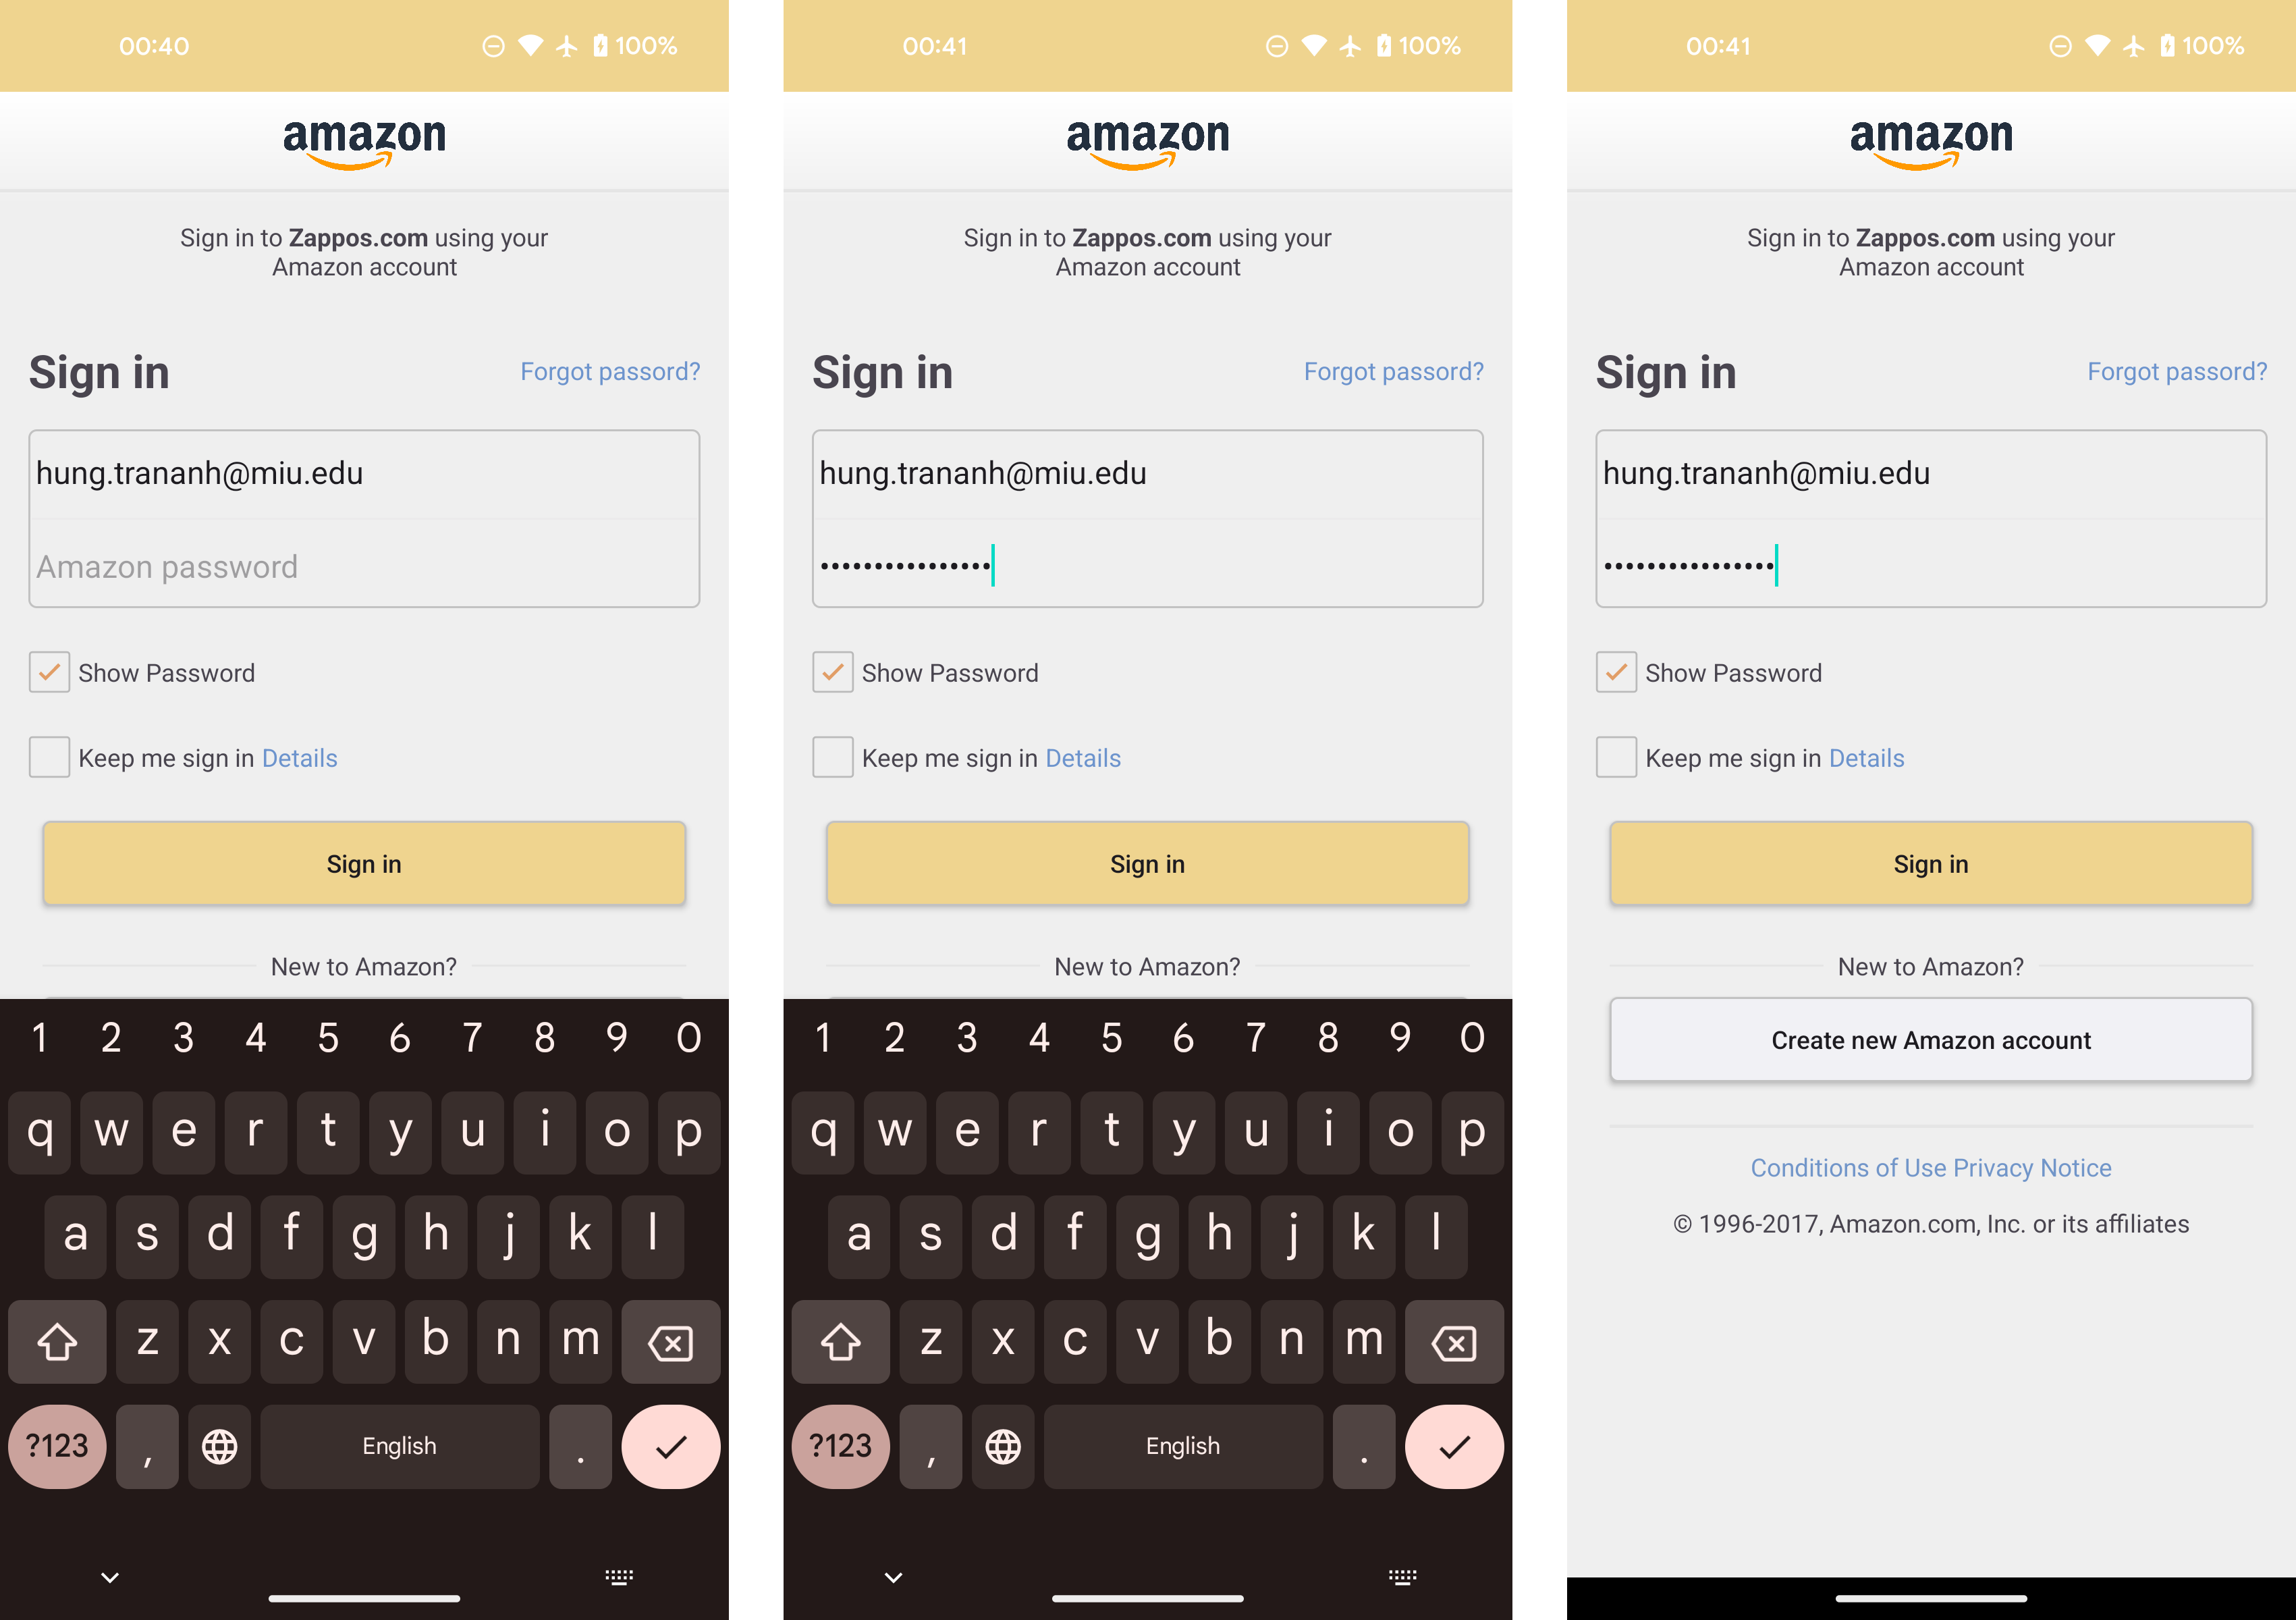 00:40 100%
amazon
Sign in to Zappos.com using your
Amazon account
Sign in Forgot passord?
hung.trananh@miu.edu
Amazon password
Show Password
Keep me sign in Details
Sign in
New to Amazon?
1 2 3 4 5 6 7 8 9 0
q w e r t y u i o p
a s d f g h j k l
z x c v b n m
?123 , English .
00:41 100%
amazon
Sign in to Zappos.com using your
Amazon account
Sign in Forgot passord?
hung.trananh@miu.edu
••••••••••••••••
Show Password
Keep me sign in Details
Sign in
New to Amazon?
1 2 3 4 5 6 7 8 9 0
q w e r t y u i o p
a s d f g h j k l
z x c v b n m
?123 , English .
00:41 100%
amazon
Sign in to Zappos.com using your
Amazon account
Sign in Forgot passord?
hung.trananh@miu.edu
••••••••••••••••
Show Password
Keep me sign in Details
Sign in
New to Amazon?
Create new Amazon account
Conditions of Use Privacy Notice
© 1996-2017, Amazon.com, Inc. or its affiliates